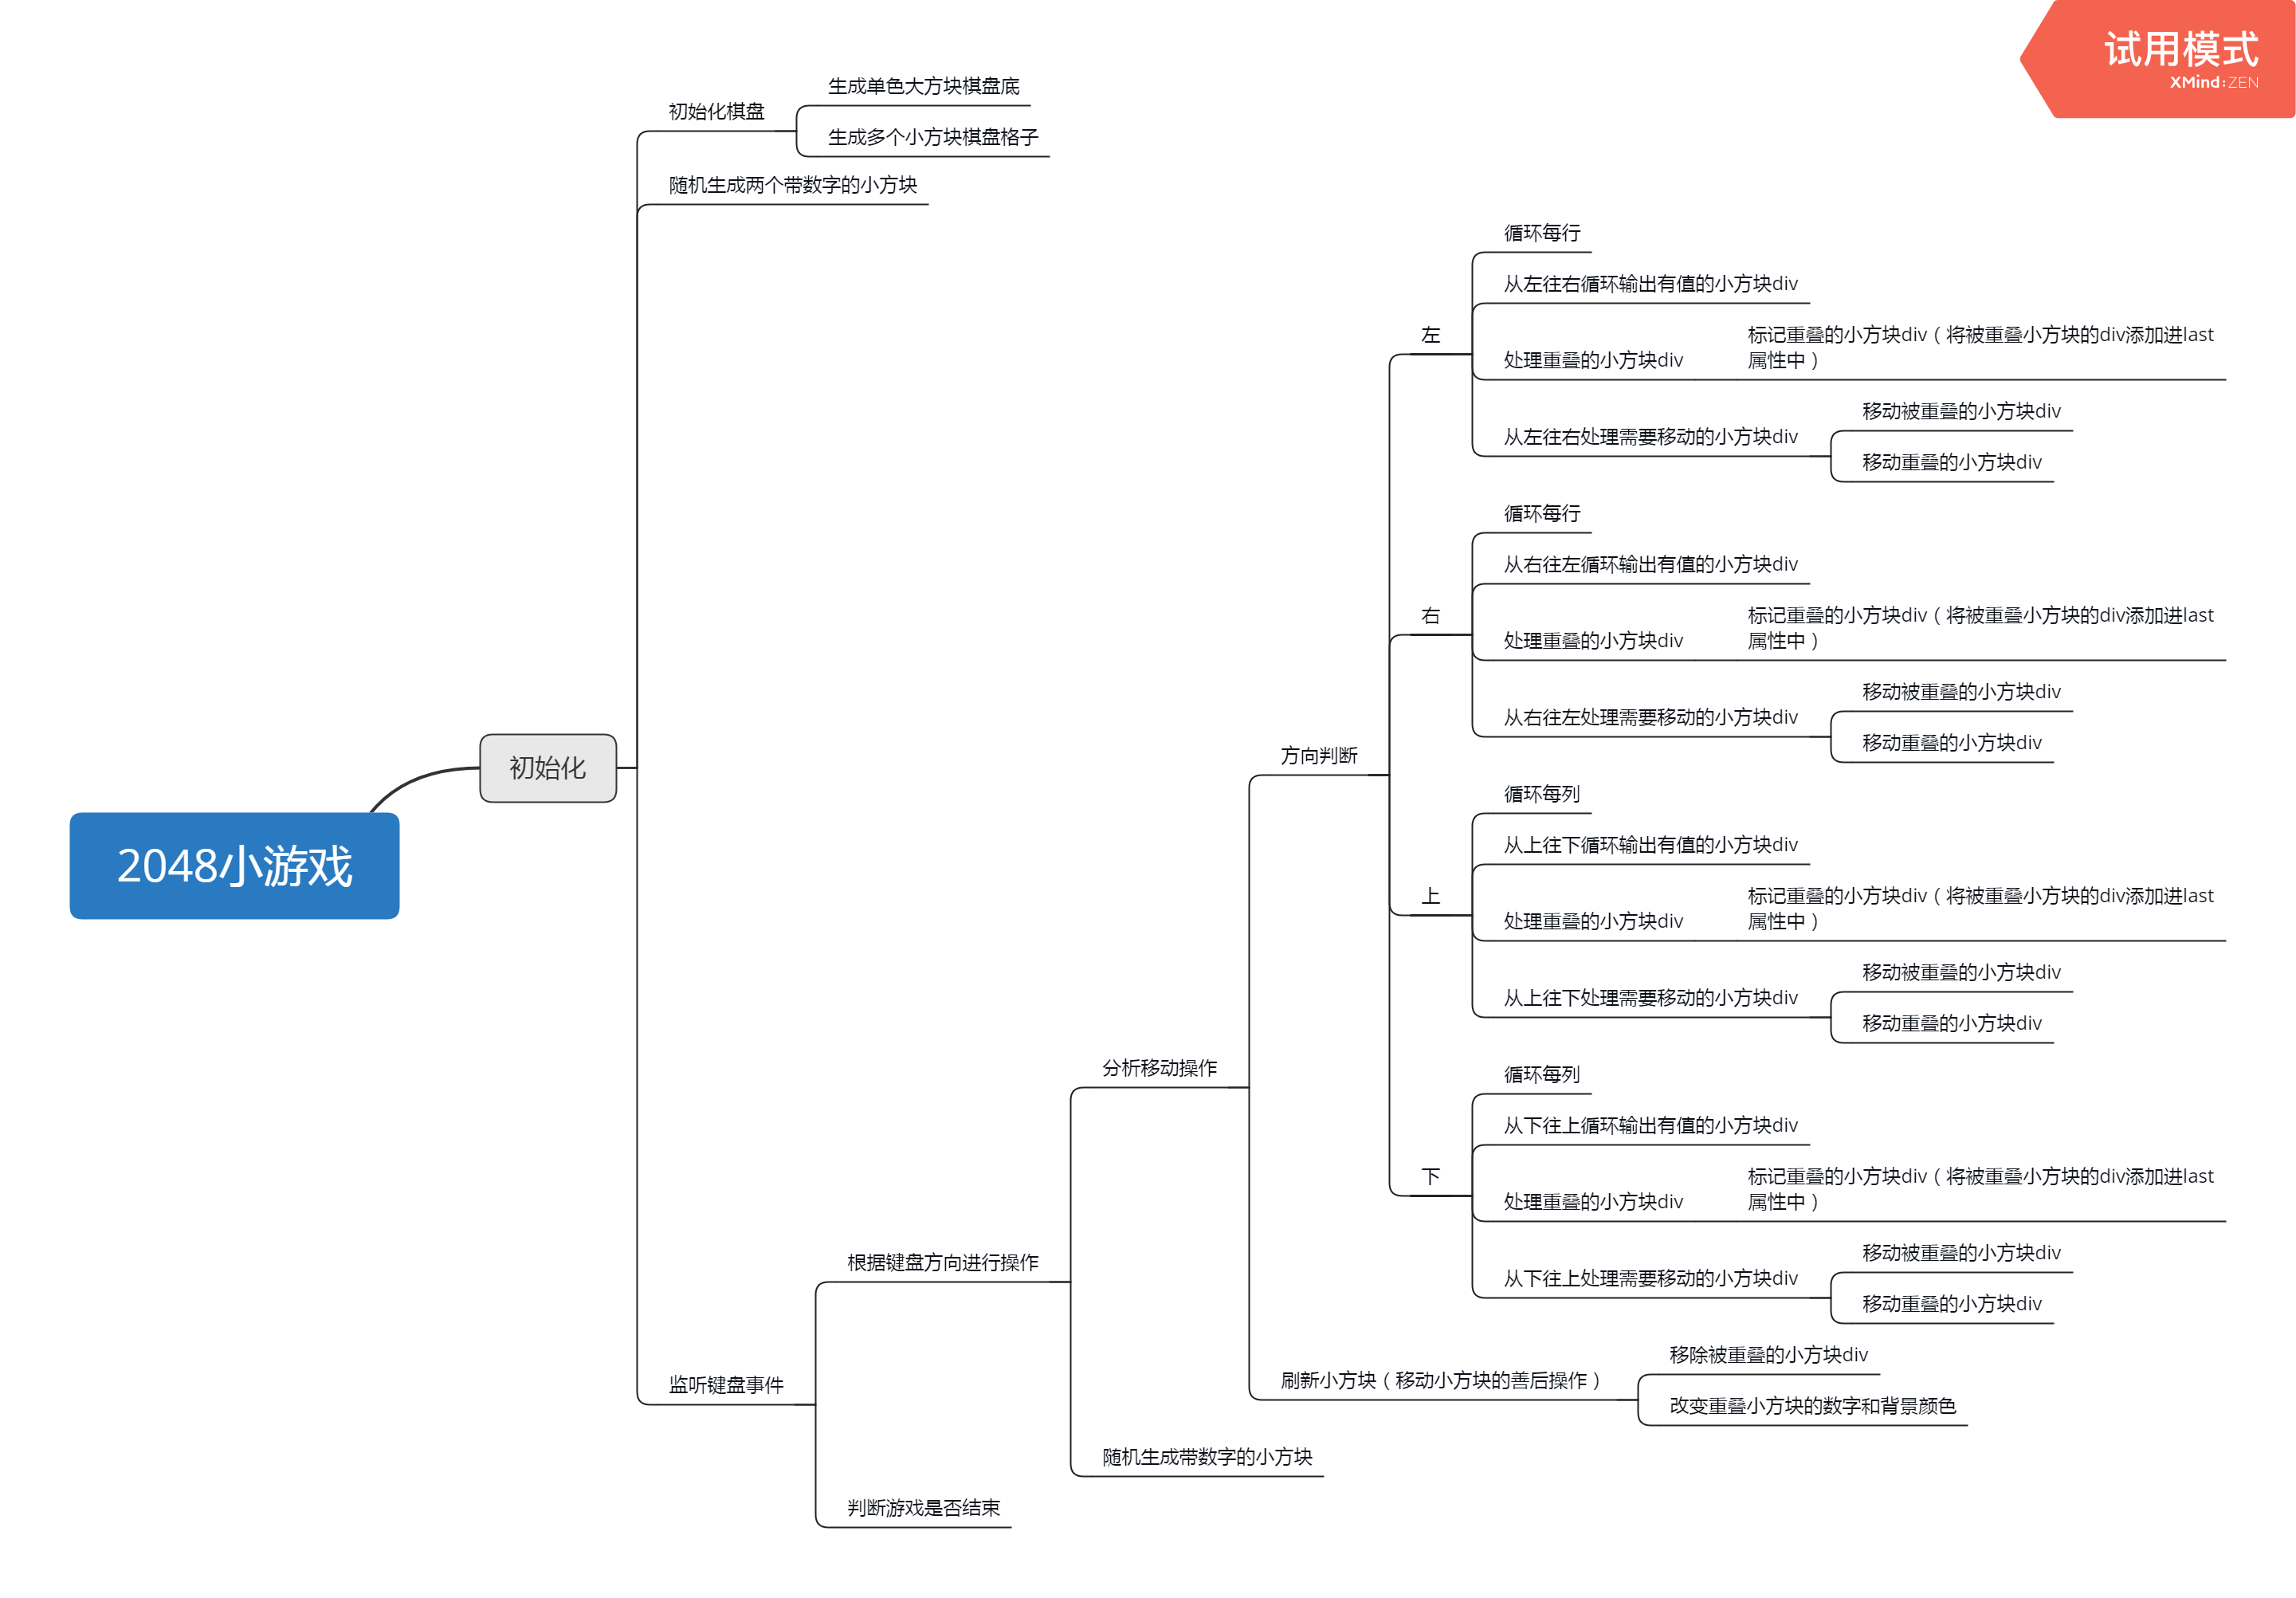 试用模式
XMind:ZEN
2048小游戏
初始化
初始化棋盘
生成单色大方块棋盘底
生成多个小方块棋盘格子
随机生成两个带数字的小方块
监听键盘事件
根据键盘方向进行操作
分析移动操作
方向判断
左
循环每行
从左往右循环输出有值的小方块div
处理重叠的小方块div
标记重叠的小方块div（将被重叠小方块的div添加进last
属性中）
从左往右处理需要移动的小方块div
移动被重叠的小方块div
移动重叠的小方块div
右
循环每行
从右往左循环输出有值的小方块div
处理重叠的小方块div
标记重叠的小方块div（将被重叠小方块的div添加进last
属性中）
从右往左处理需要移动的小方块div
移动被重叠的小方块div
移动重叠的小方块div
上
循环每列
从上往下循环输出有值的小方块div
处理重叠的小方块div
标记重叠的小方块div（将被重叠小方块的div添加进last
属性中）
从上往下处理需要移动的小方块div
移动被重叠的小方块div
移动重叠的小方块div
下
循环每列
从下往上循环输出有值的小方块div
处理重叠的小方块div
标记重叠的小方块div（将被重叠小方块的div添加进last
属性中）
从下往上处理需要移动的小方块div
移动被重叠的小方块div
移动重叠的小方块div
刷新小方块（移动小方块的善后操作）
移除被重叠的小方块div
改变重叠小方块的数字和背景颜色
随机生成带数字的小方块
判断游戏是否结束